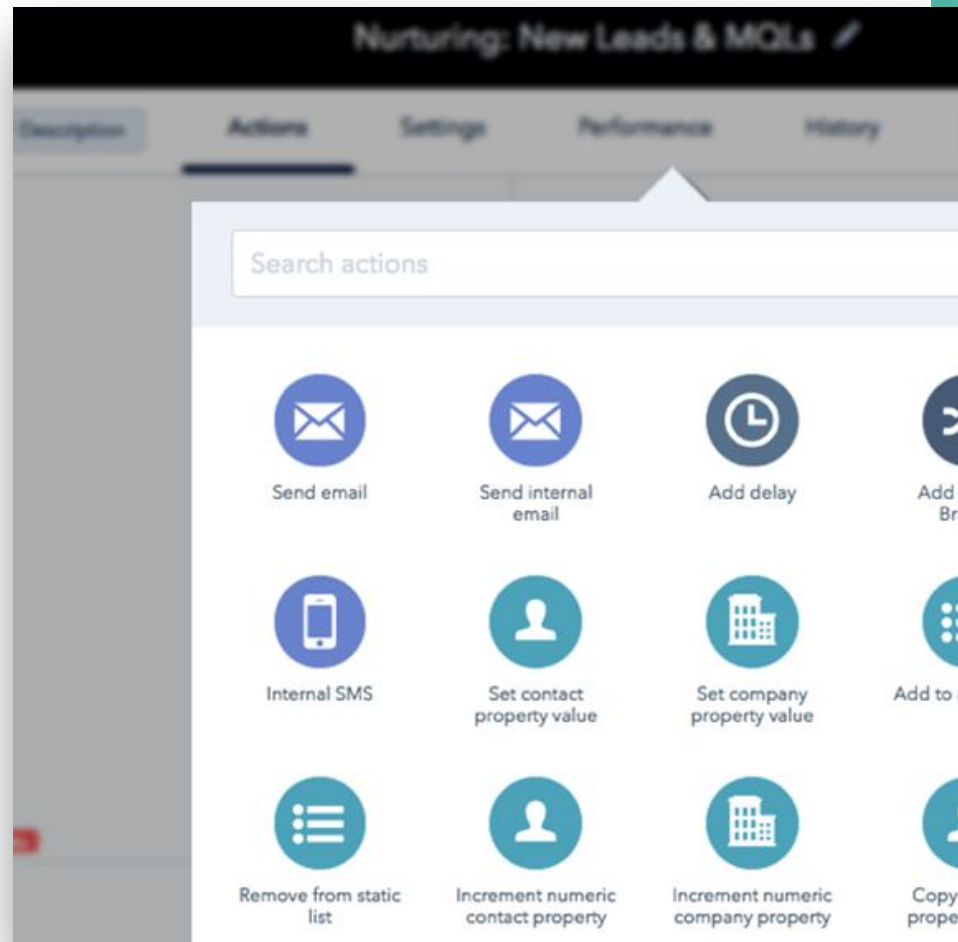 Nurturing: New Leads & MQLs
Description
Actions
Settings
Performance
History
Search actions
Send email
Send internal
email
Add delay
Add
Br
Internal SMS
Set contact
property value
Set company
property value
Add to
Remove from static
list
Increment numeric
contact property
Increment numeric
company property
Copy
prope